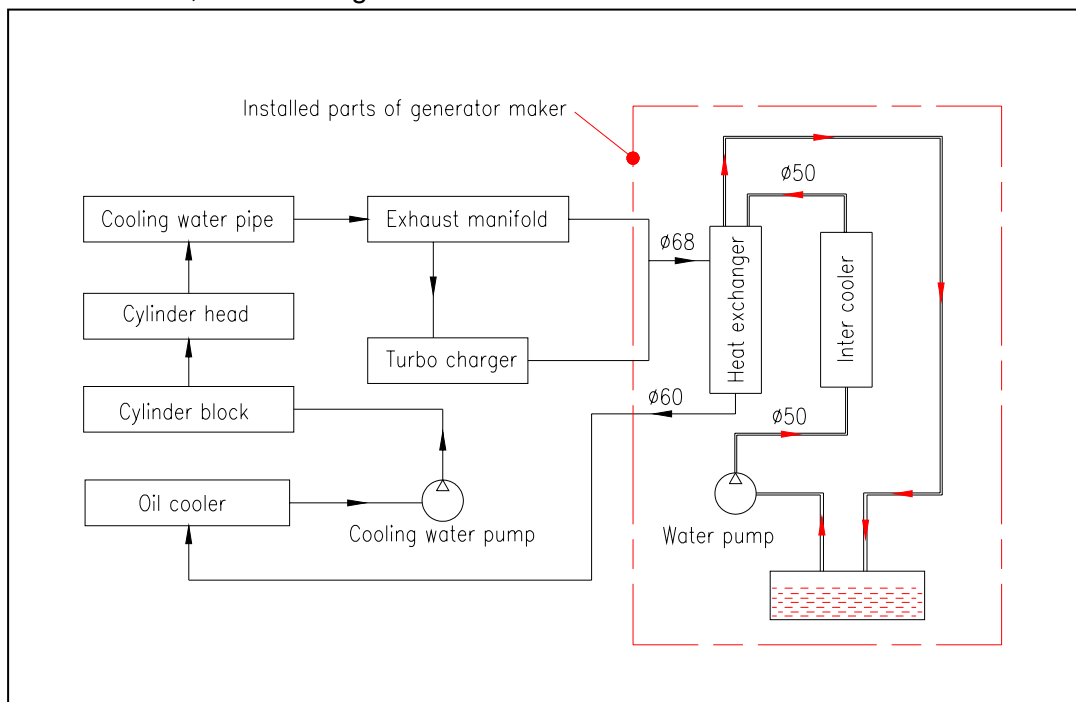 Installed parts of generator maker
ø50
Cooling water pipe
Exhaust manifold
ø68
Heat exchanger
Inter cooler
Cylinder head
Turbo charger
ø60
Cylinder block
ø50
Oil cooler
Cooling water pump
Water pump